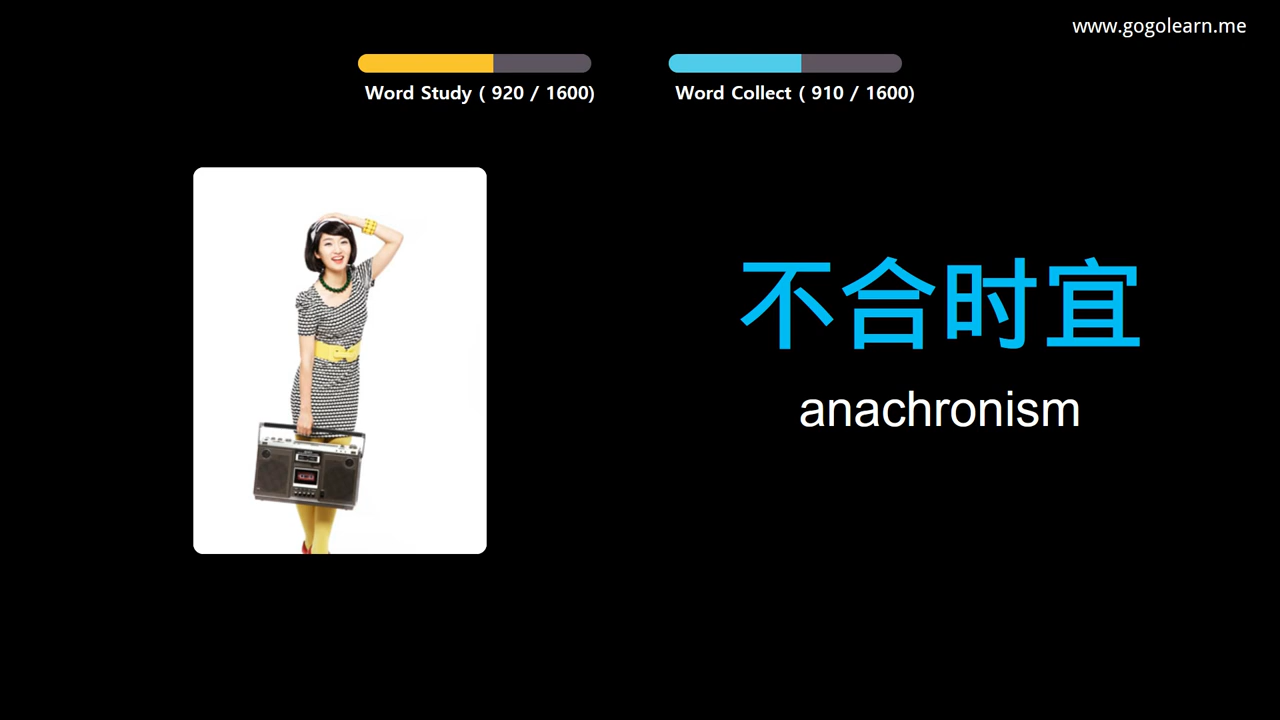 www.gogolearn.me
Word Study ( 920 / 1600)
Word Collect ( 910 / 1600)
不合时宜
anachronism